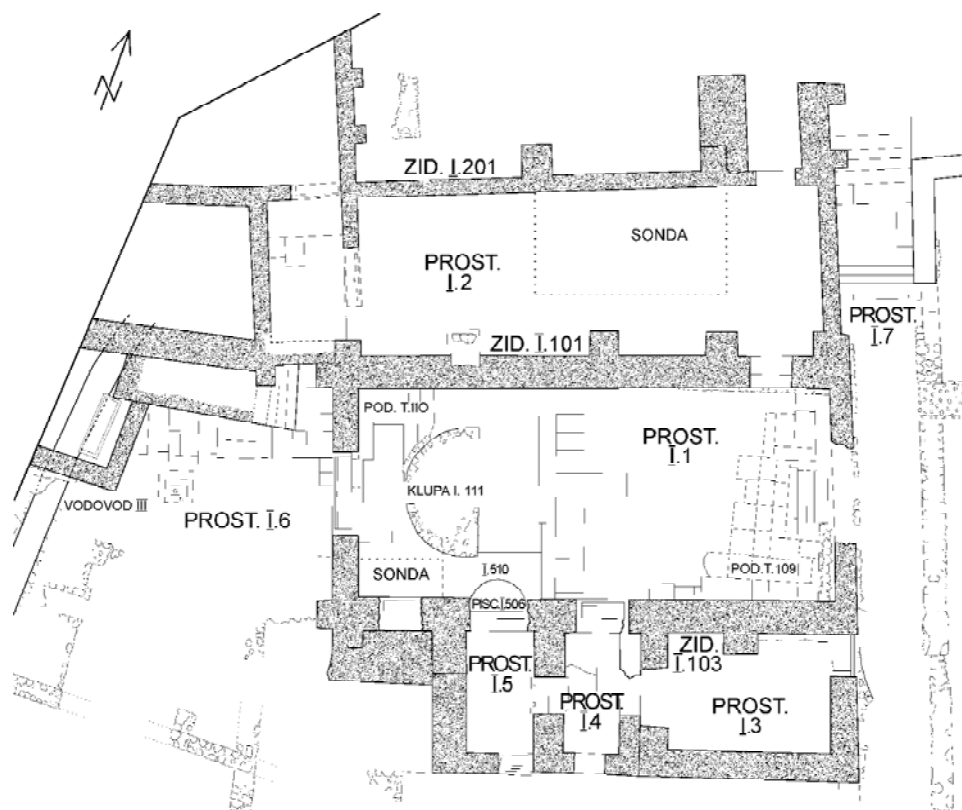 N
ZID. I.201
SONDA
PROST.
I.2
PROST.
I.7
ZID. I.101
POD. T.110
PROST.
I.1
KLUPA I. 111
VODOVOD III
PROST. I.6
SONDA
I.510
POD.T.109
PISC.I.506
ZID.
I.103
PROST.
I.5
PROST.
I.4
PROST.
I.3